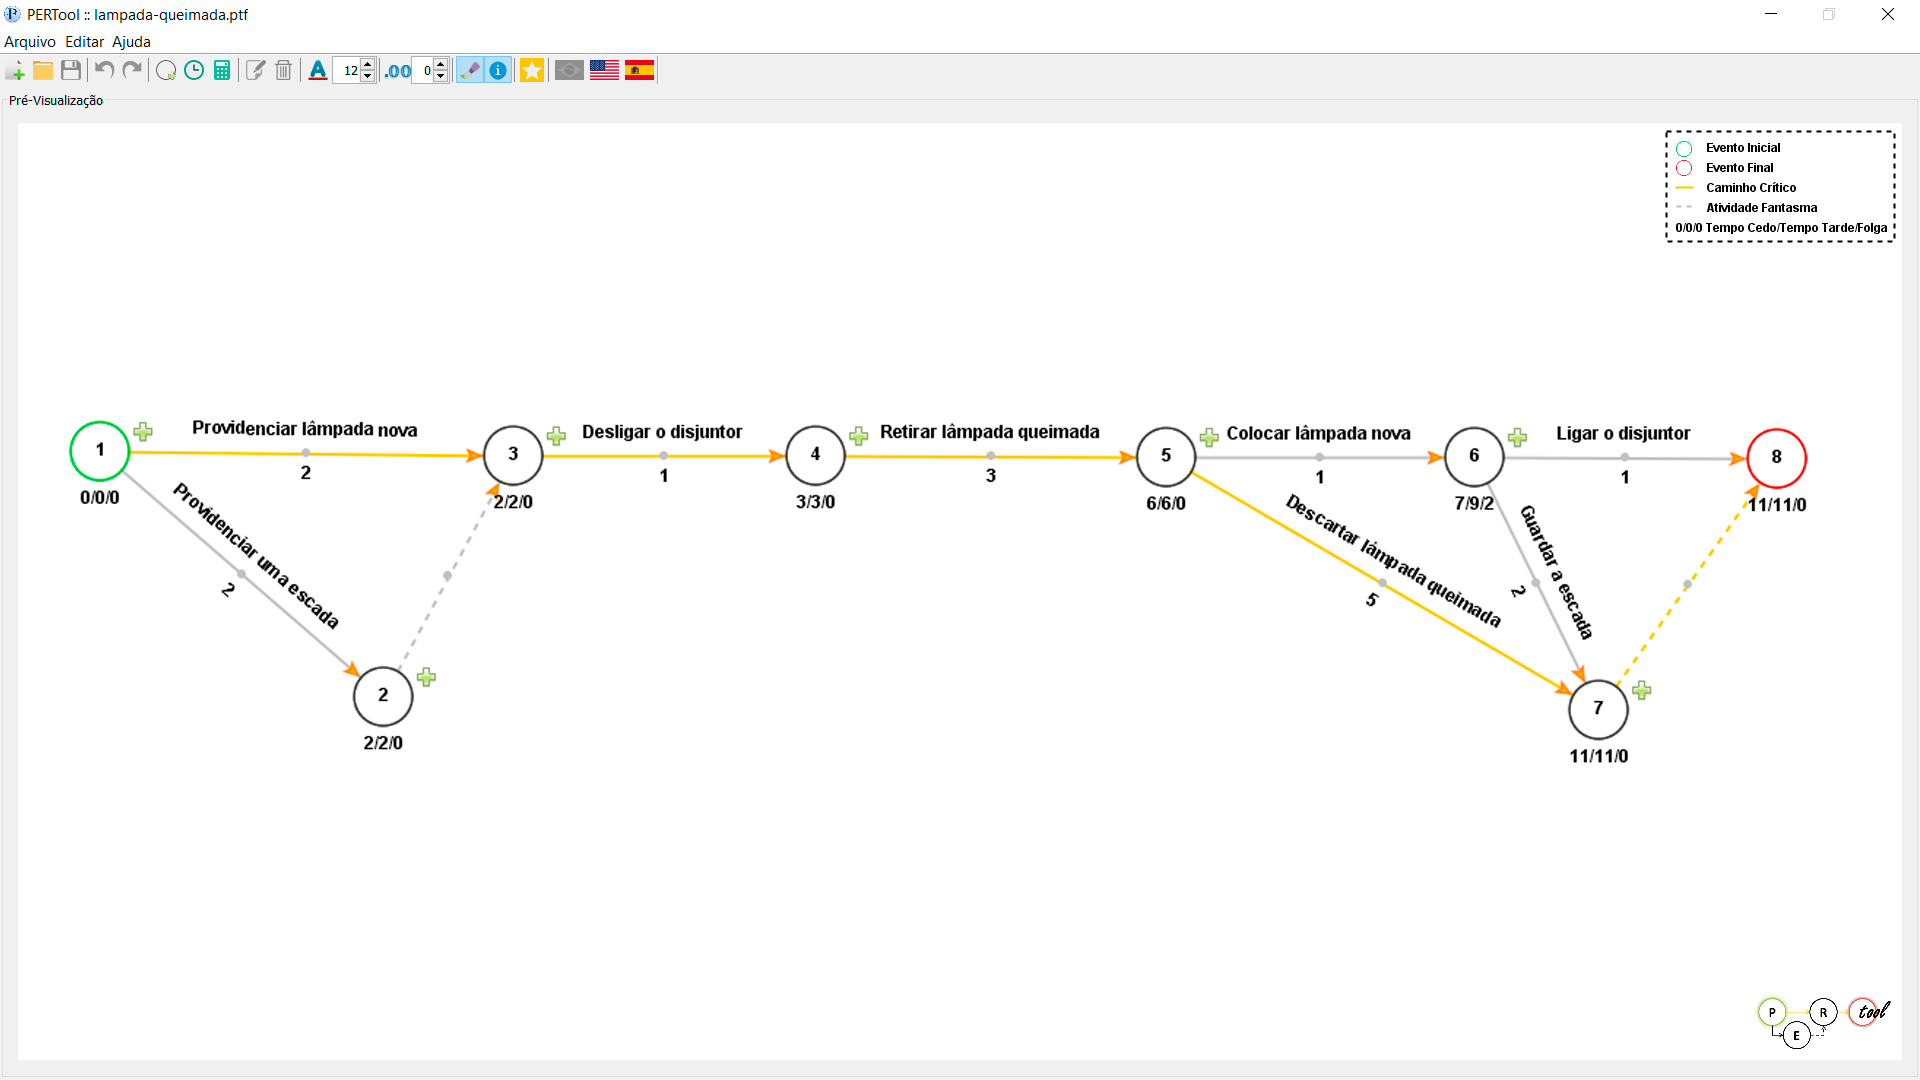 PERTool :: lampada-queimada.ptf
Arquivo Editar Ajuda
12
.00 0
Pré-Visualização
Evento Inicial
Evento Final
Caminho Crítico
Atividade Fantasma
0/0/0 Tempo Cedo/Tempo Tarde/Folga
1
0/0/0
Providenciar lâmpada nova
2
Providenciar uma escada
2
2
2/2/0
3
2/2/0
Desligar o disjuntor
1
4
3/3/0
Retirar lâmpada queimada
3
5
6/6/0
Colocar lâmpada nova
1
Descartar lâmpada queimada
5
6
7/9/2
Ligar o disjuntor
1
Guardar a escada
2
7
11/11/0
8
11/11/0
P E R tool